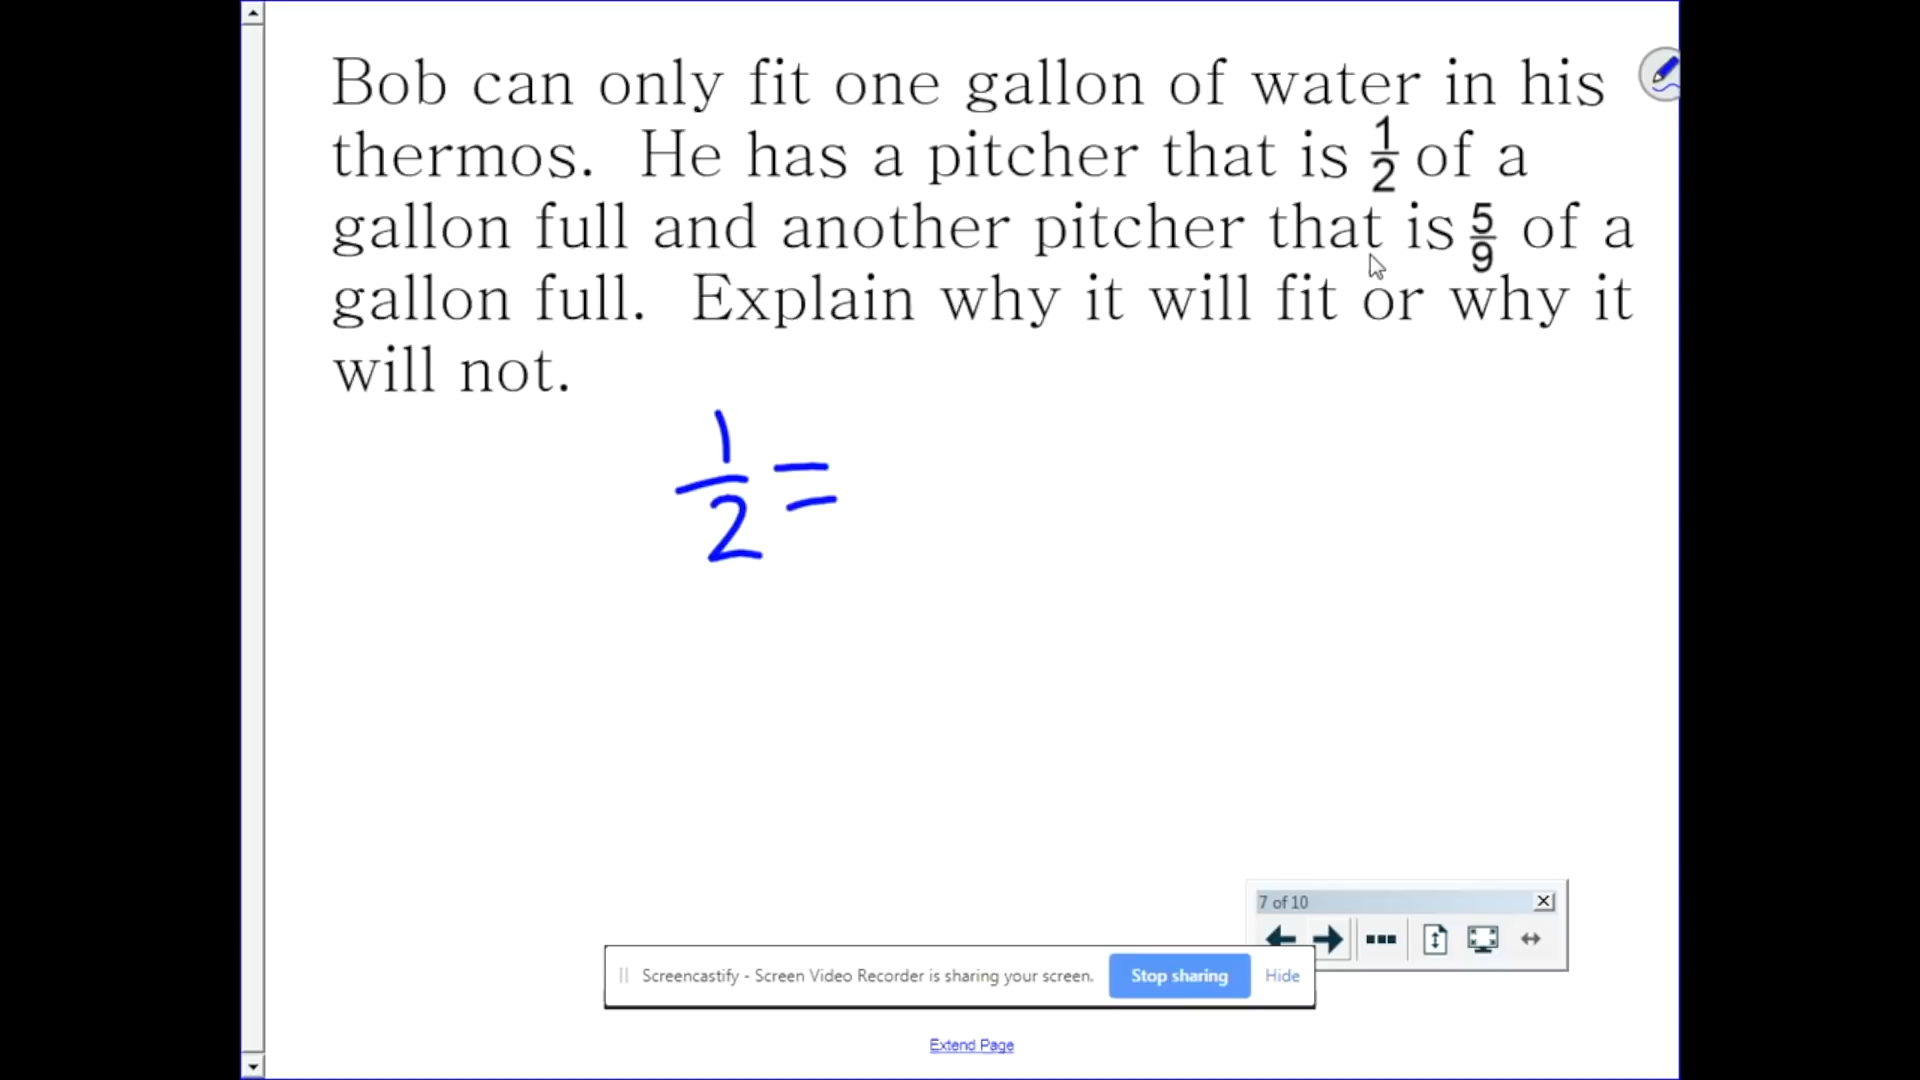 Bob can only fit one gallon of water in his
thermos. He has a pitcher that is 1/2 of a
gallon full and another pitcher that is 5/9 of a
gallon full. Explain why it will fit or why it
will not.
1/2 =
7 of 10
Screencastify - Screen Video Recorder is sharing your screen. Stop sharing Hide
Extend Page